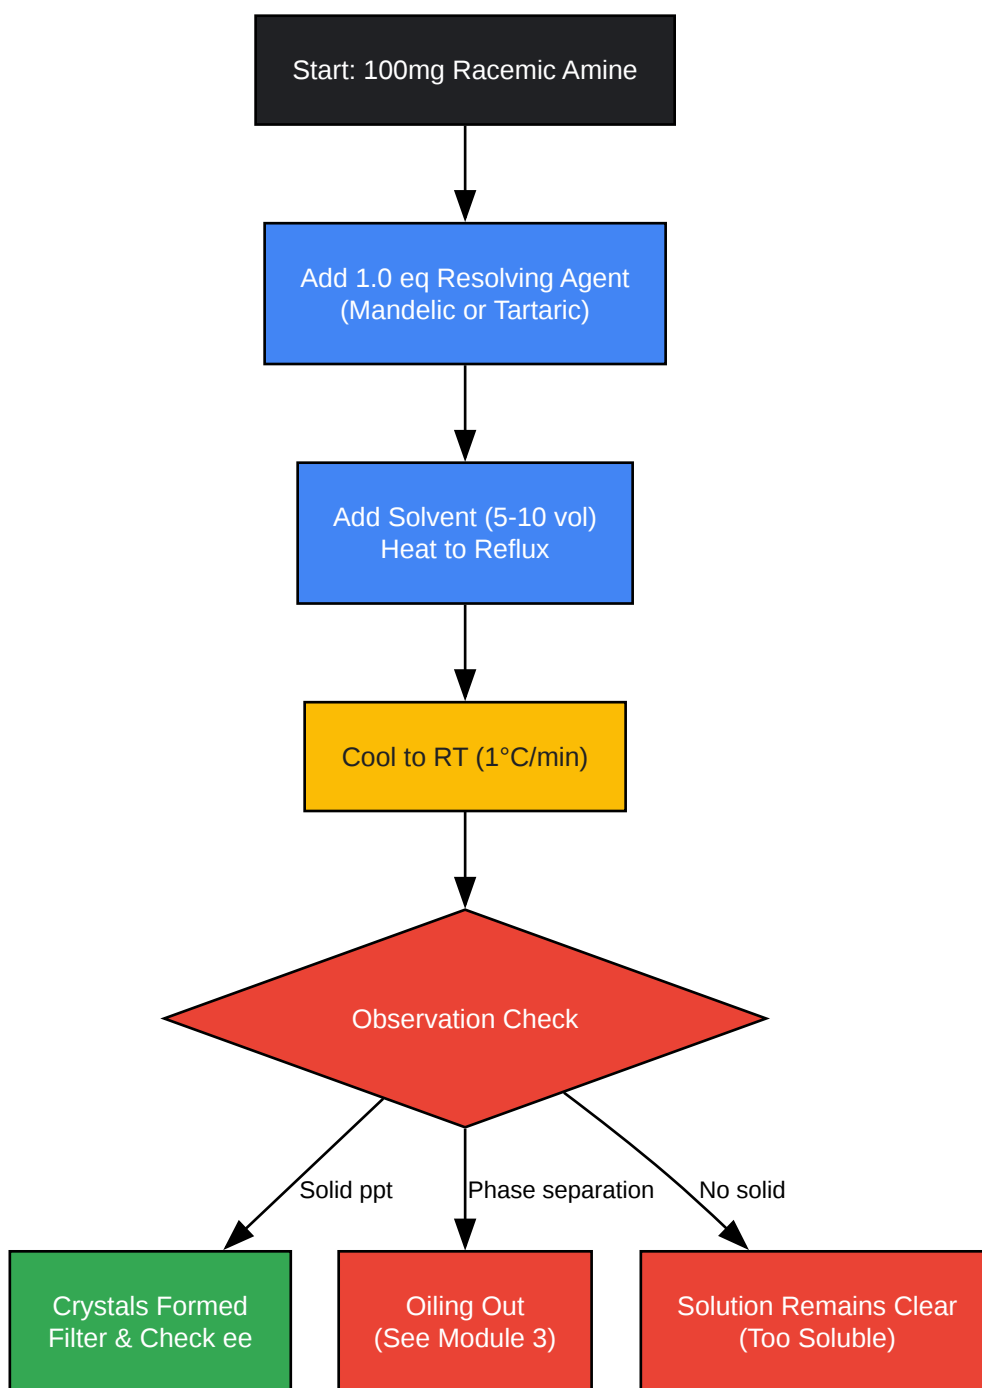 Start: 100mg Racemic Amine
Add 1.0 eq Resolving Agent
(Mandelic or Tartaric)
Add Solvent (5-10 vol)
Heat to Reflux
Cool to RT (1°C/min)
Observation Check
Solid ppt
Phase separation
No solid
Crystals Formed
Filter & Check ee
Oiling Out
(See Module 3)
Solution Remains Clear
(Too Soluble)